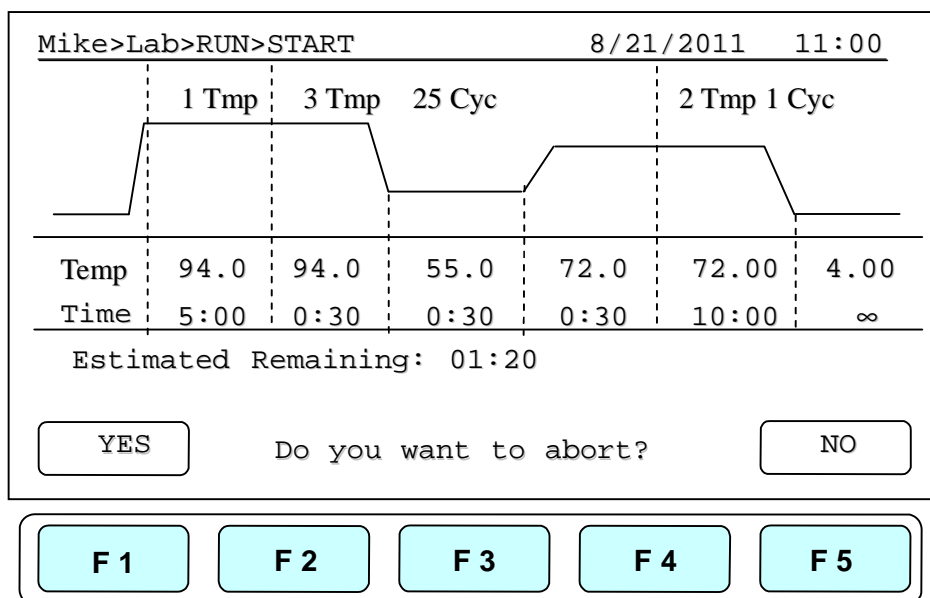 Mike>Lab>RUN>START 8/21/2011 11:00
1 Tmp 3 Tmp 25 Cyc 2 Tmp 1 Cyc
Temp 94.0 94.0 55.0 72.0 72.00 4.00
Time 5:00 0:30 0:30 0:30 10:00 ∞
Estimated Remaining: 01:20
YES Do you want to abort? NO
F 1 F 2 F 3 F 4 F 5